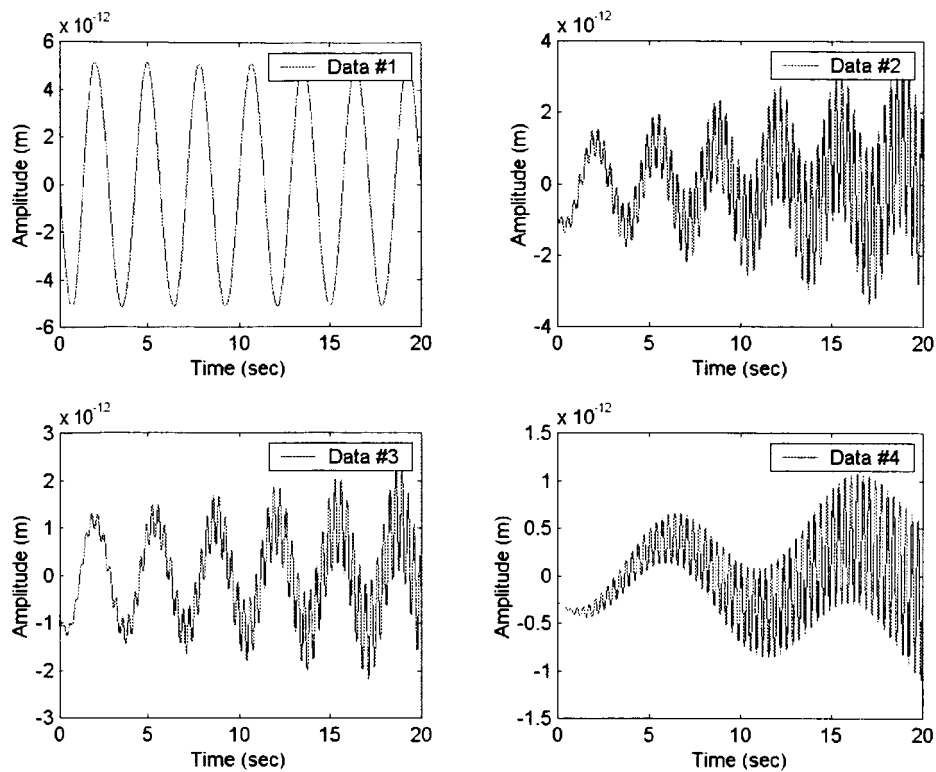 x 10-12
6
4
2
0
-2
-4
-6
Amplitude (m)
Data #1
0 5 10 15 20
Time (sec)
x 10-12
4
2
0
-2
-4
Amplitude (m)
Data #2
0 5 10 15 20
Time (sec)
x 10-12
3
2
1
0
-1
-2
-3
Amplitude (m)
Data #3
0 5 10 15 20
Time (sec)
x 10-12
1.5
1
0.5
0
-0.5
-1
-1.5
Amplitude (m)
Data #4
0 5 10 15 20
Time (sec)